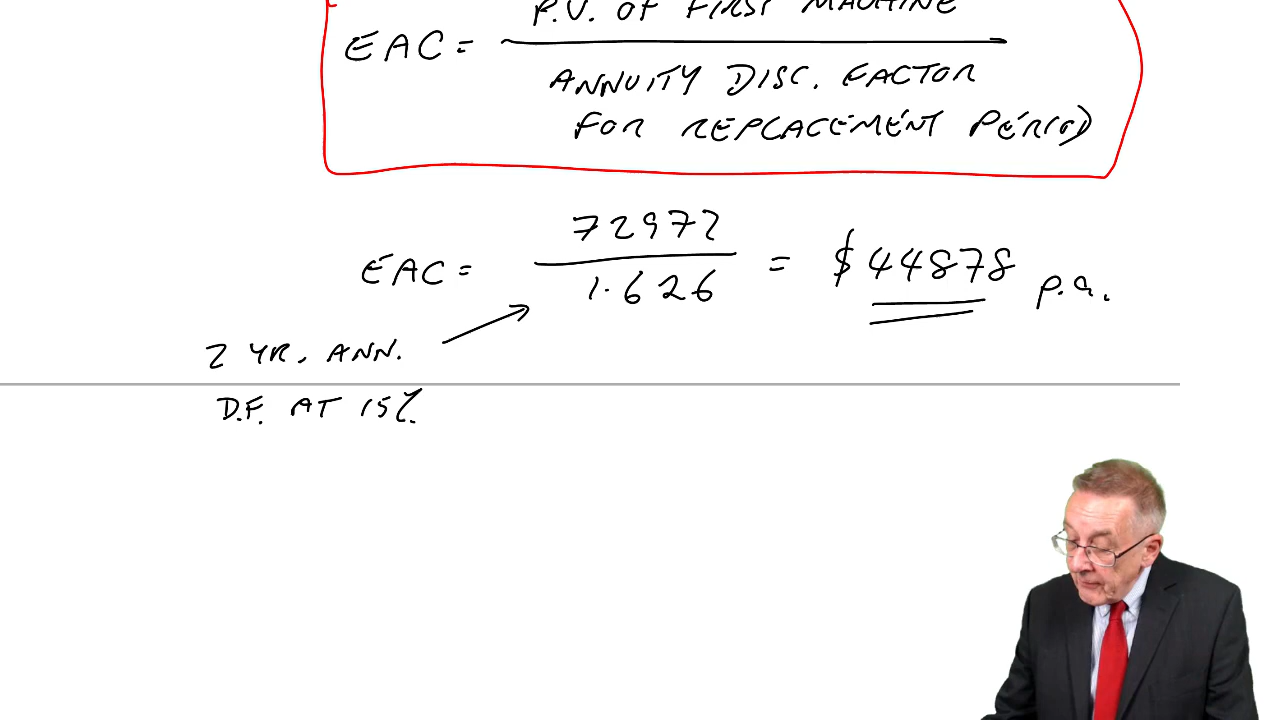 P.V. OF FIRST MACHINE
EAC =
ANNUITY DISC. FACTOR
FOR REPLACEMENT PERIOD
72972
EAC = = $44878 p.a.
1.626
2 YR. ANN.
D.F. AT 15%